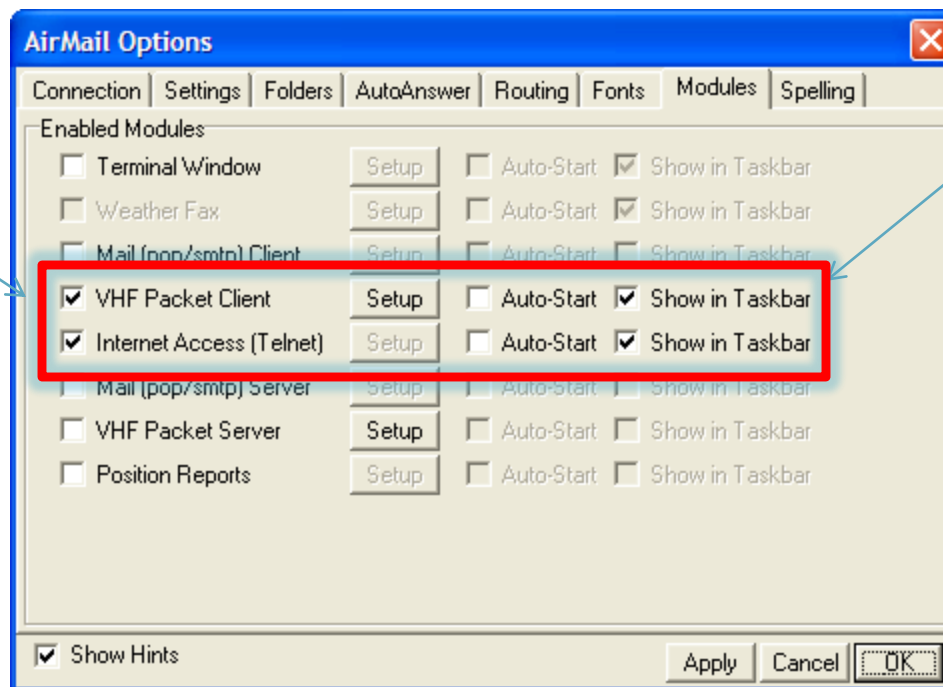 AirMail Options
Connection Settings Folders AutoAnswer Routing Fonts Modules Spelling
Enabled Modules
Terminal Window Setup Auto-Start Show in Taskbar
Weather Fax Setup Auto-Start Show in Taskbar
Mail (pop/smtp) Client Setup Auto-Start Show in Taskbar
VHF Packet Client Setup Auto-Start Show in Taskbar
Internet Access (Telnet) Setup Auto-Start Show in Taskbar
Mail (pop/smtp) Server Setup Auto-Start Show in Taskbar
VHF Packet Server Setup Auto-Start Show in Taskbar
Position Reports Setup Auto-Start Show in Taskbar
Show Hints Apply Cancel OK